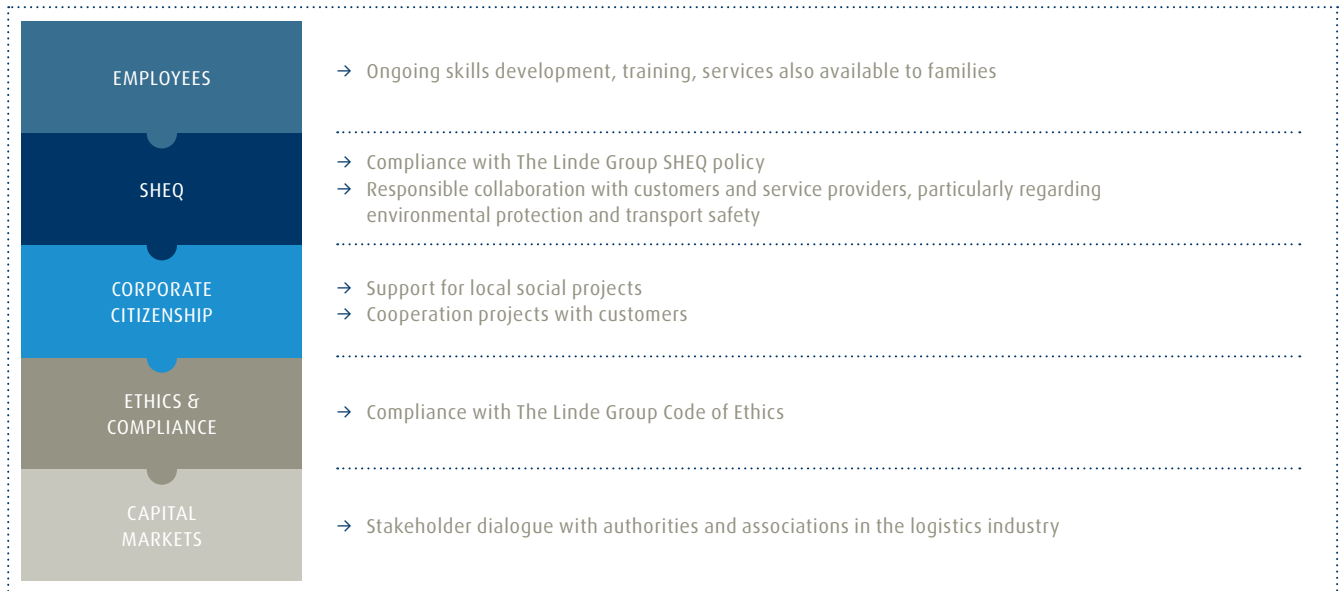 EMPLOYEES
→ Ongoing skills development, training, services also available to families
SHEQ
→ Compliance with The Linde Group SHEQ policy
→ Responsible collaboration with customers and service providers, particularly regarding
environmental protection and transport safety
CORPORATE
CITIZENSHIP
→ Support for local social projects
→ Cooperation projects with customers
ETHICS &
COMPLIANCE
→ Compliance with The Linde Group Code of Ethics
CAPITAL
MARKETS
→ Stakeholder dialogue with authorities and associations in the logistics industry